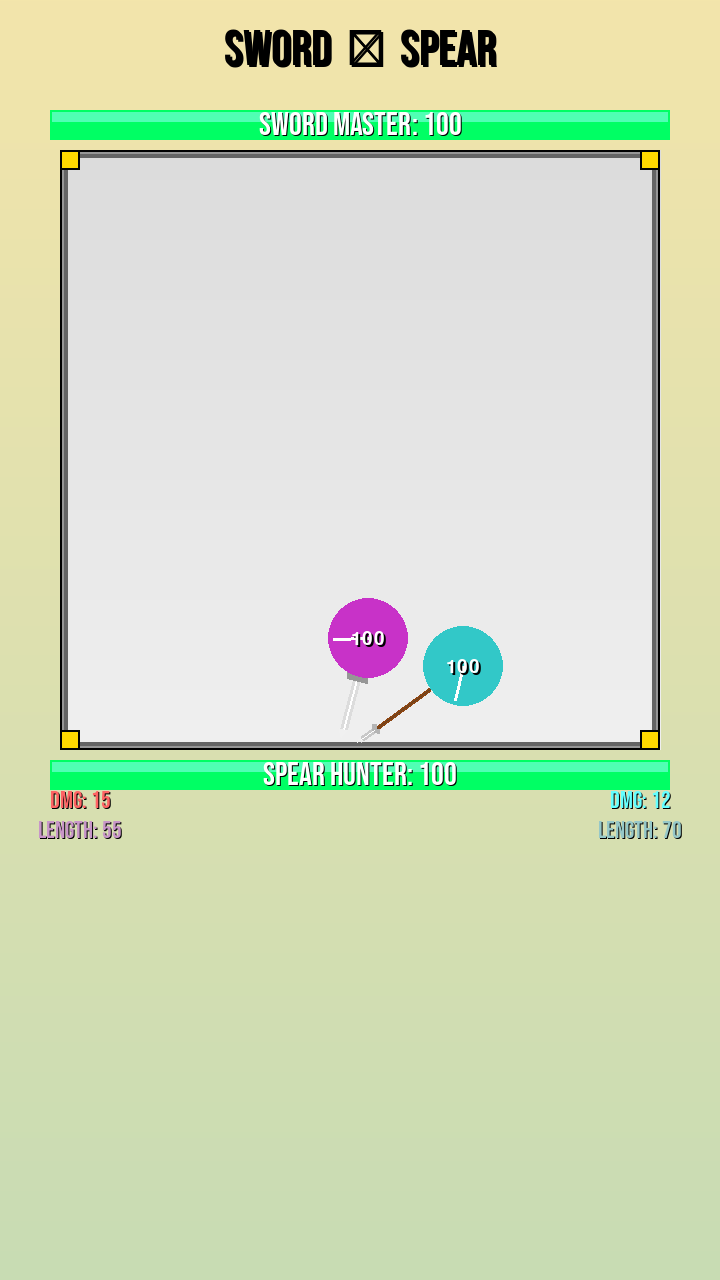 SWORD ☒ SPEAR
SWORD MASTER: 100
100
100
SPEAR HUNTER: 100
DMG: 15
DMG: 12
LENGTH: 55
LENGTH: 70